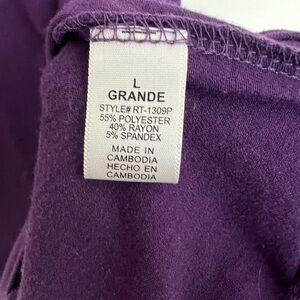 L
GRANDE
STYLE# RT-1309P
55% POLYESTER
40% RAYON
5% SPANDEX
MADE IN
CAMBODIA
HECHO EN
CAMBODIA